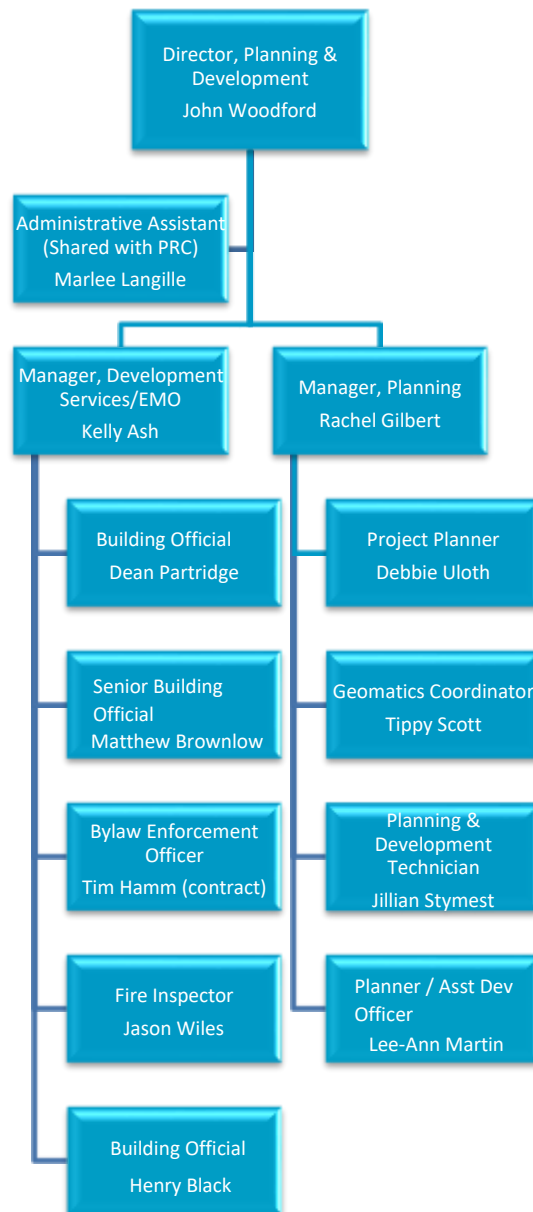 Director, Planning &
Development
John Woodford
Administrative Assistant
(Shared with PRC)
Marlee Langille
Manager, Development
Services/EMO
Kelly Ash
Manager, Planning
Rachel Gilbert
Building Official
Dean Partridge
Senior Building
Official
Matthew Brownlow
Bylaw Enforcement
Officer
Tim Hamm (contract)
Fire Inspector
Jason Wiles
Building Official
Henry Black
Project Planner
Debbie Uloth
Geomatics Coordinator
Tippy Scott
Planning &
Development
Technician
Jillian Stymest
Planner / Asst Dev
Officer
Lee-Ann Martin